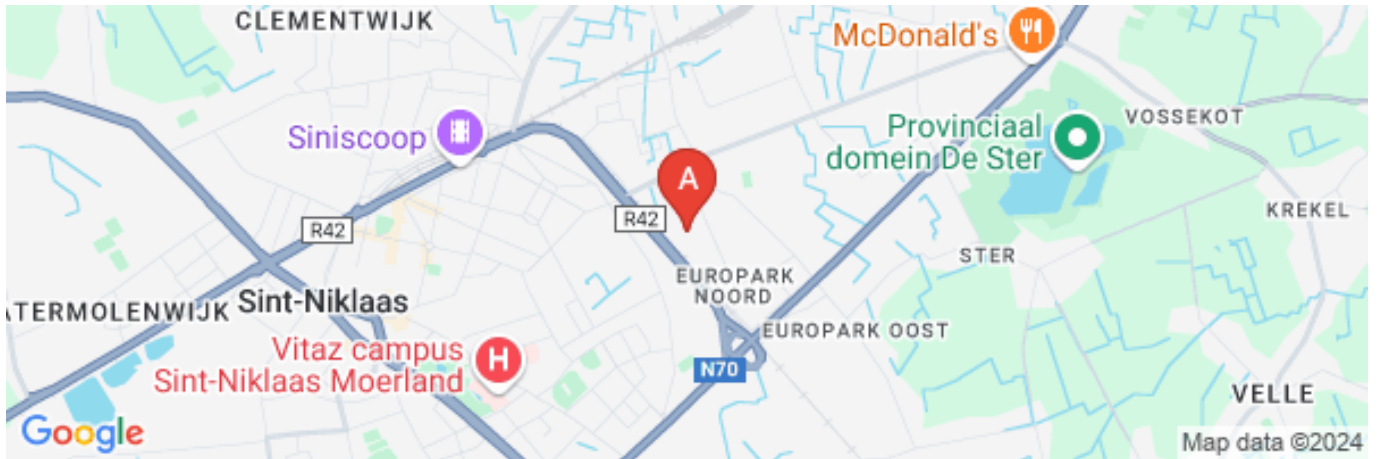 CLEMENTWIJK
McDonald's
VOSSEKOT
Siniscoop
Provinciaal
domein De Ster
A
R42
R42
KREKEL
STER
EUROPARK
NOORD
ATERMOLENWIJK
Sint-Niklaas
EUROPARK OOST
Vitaz campus
Sint-Niklaas Moerland
H
N70
VELLE
Google
Map data ©2024